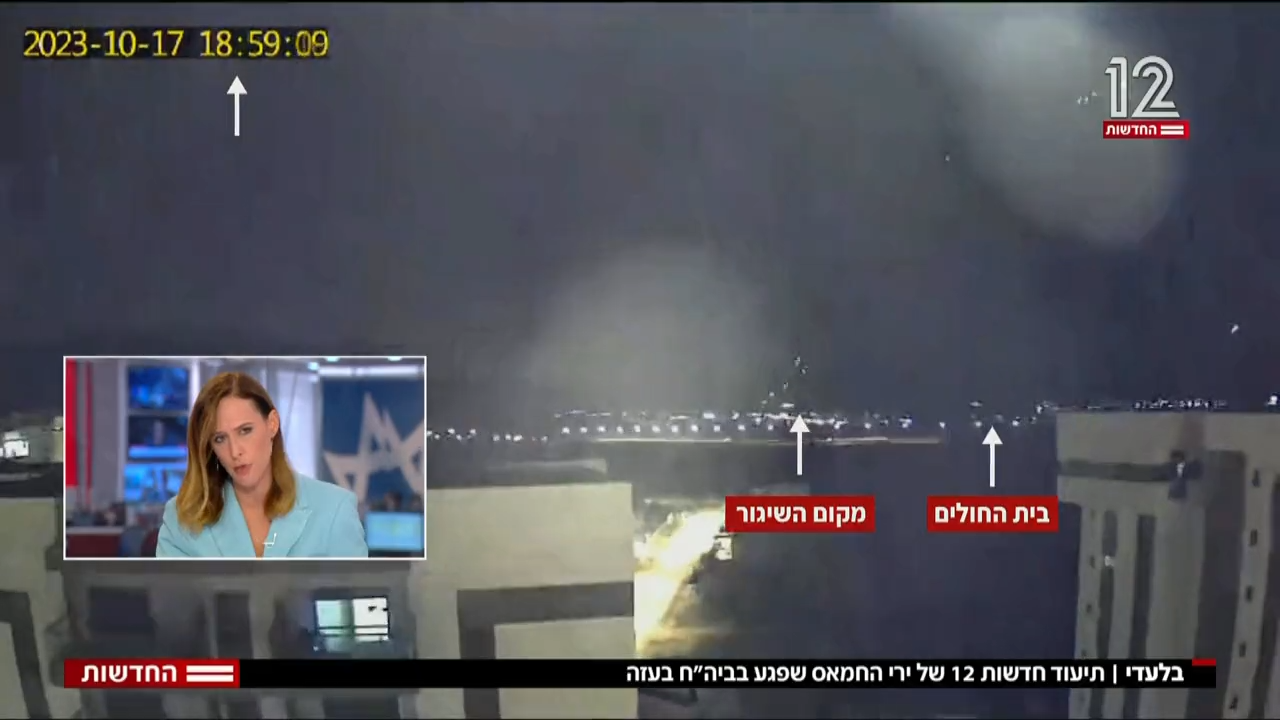 2023-10-17 18:59:09
12
החדשות
מקום השיגור
בית החולים
בלעדי | תיעוד חדשות 12 של ירי החמאס שפגע בביה"ח בעזה
החדשות